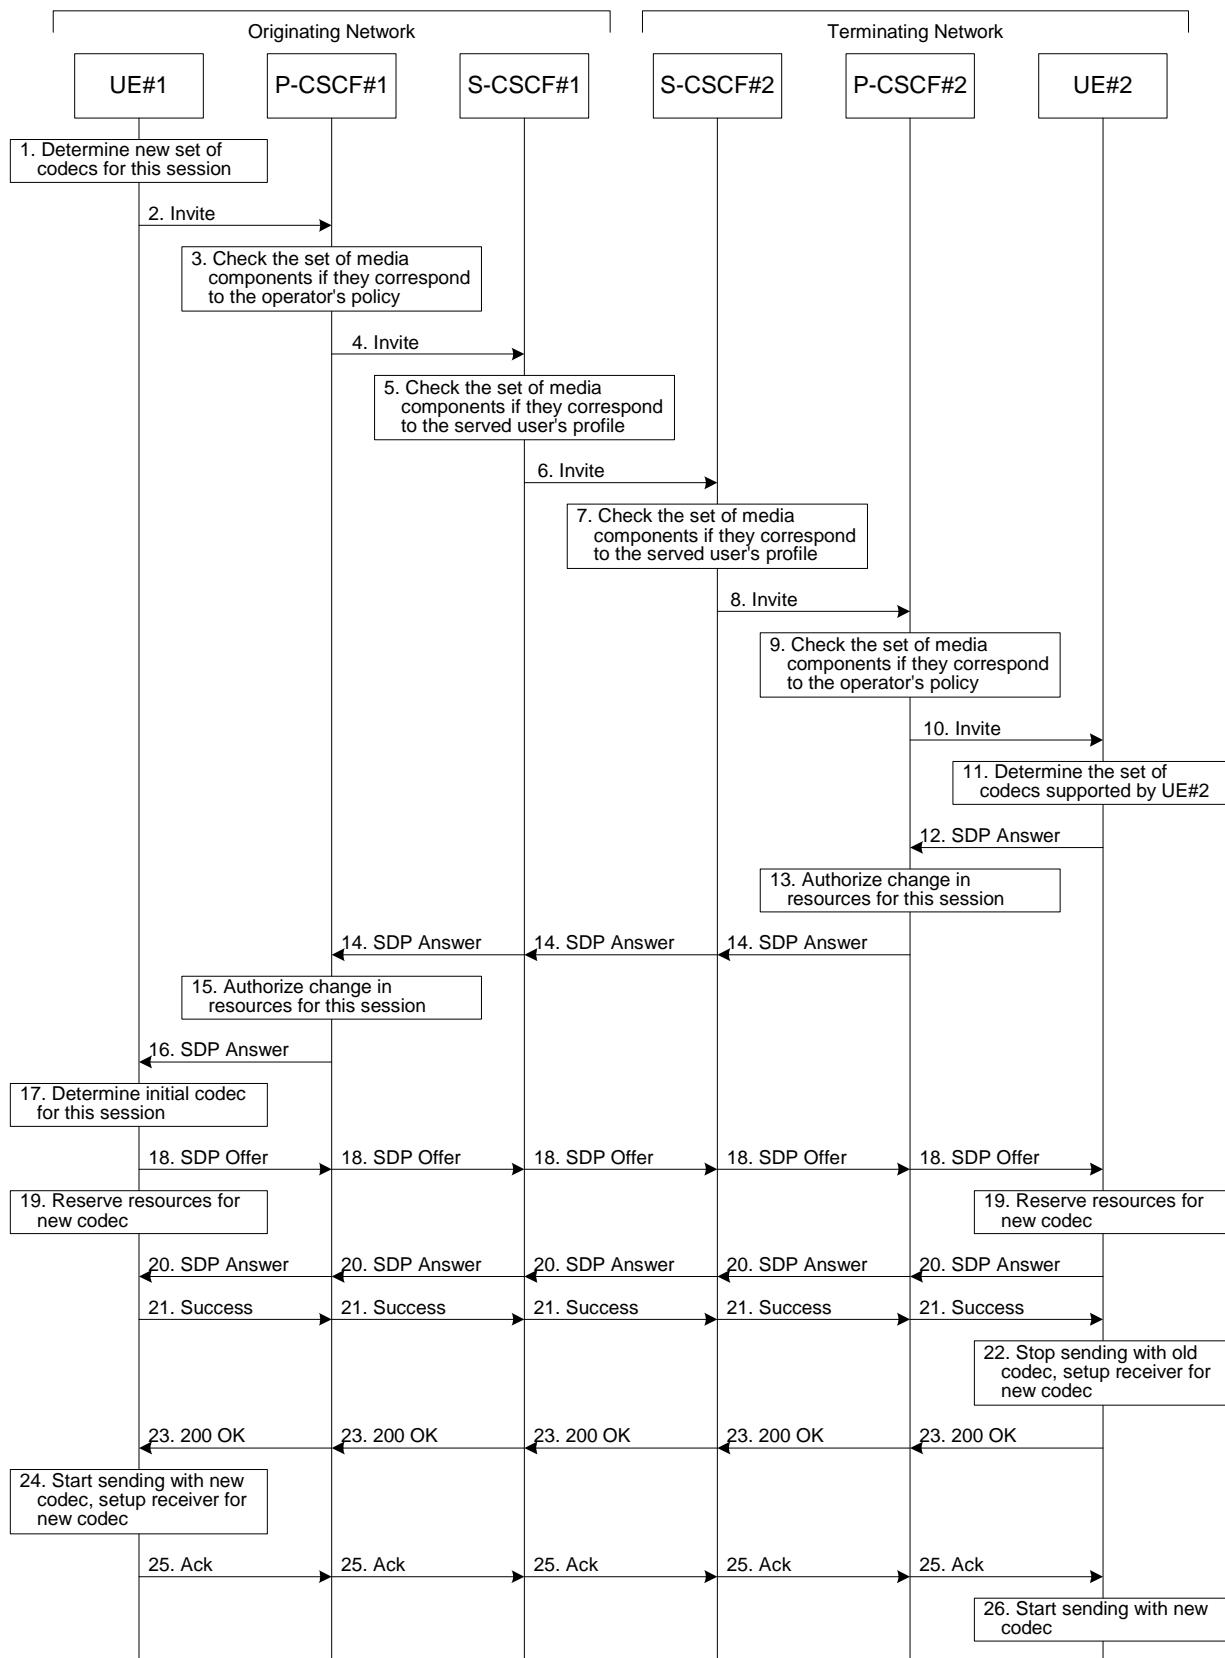 Originating Network
Terminating Network
UE#1
P-CSCF#1
S-CSCF#1
S-CSCF#2
P-CSCF#2
UE#2
1. Determine new set of
codecs for this session
2. Invite
3. Check the set of media
components if they correspond
to the operator's policy
4. Invite
5. Check the set of media
components if they correspond
to the served user's profile
6. Invite
7. Check the set of media
components if they correspond
to the served user's profile
8. Invite
9. Check the set of media
components if they correspond
to the operator's policy
10. Invite
11. Determine the set of
codecs supported by UE#2
12. SDP Answer
13. Authorize change in
resources for this session
14. SDP Answer
14. SDP Answer
14. SDP Answer
15. Authorize change in
resources for this session
16. SDP Answer
17. Determine initial codec
for this session
18. SDP Offer
18. SDP Offer
18. SDP Offer
18. SDP Offer
18. SDP Offer
19. Reserve resources for
new codec
19. Reserve resources for
new codec
20. SDP Answer
20. SDP Answer
20. SDP Answer
20. SDP Answer
20. SDP Answer
21. Success
21. Success
21. Success
21. Success
21. Success
22. Stop sending with old
codec, setup receiver for
new codec
23. 200 OK
23. 200 OK
23. 200 OK
23. 200 OK
23. 200 OK
24. Start sending with new
codec, setup receiver for
new codec
25. Ack
25. Ack
25. Ack
25. Ack
25. Ack
26. Start sending with new
codec